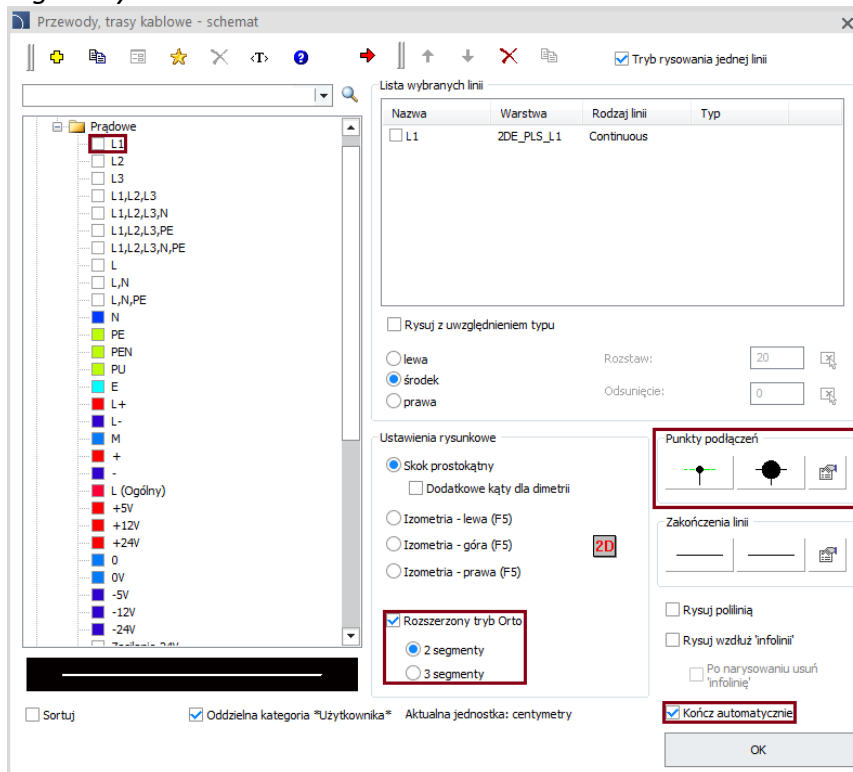 Przewody, trasy kablowe - schemat
<T>
Tryb rysowania jednej linii
Lista wybranych linii
Nazwa Warstwa Rodzaj linii Typ
L1 2DE_PLS_L1 Continuous
Prądowe
L1
L2
L3
L1,L2,L3
L1,L2,L3,N
L1,L2,L3,PE
L1,L2,L3,N,PE
L
L,N
L,N,PE
N
PE
PEN
PU
E
L+
L-
M
+
-
L (Ogólny)
+5V
+12V
+24V
0
0V
-5V
-12V
-24V
Rysuj z uwzględnieniem typu
lewa
środek
prawa
Rozstaw: 20
Odsunięcie: 0
Ustawienia rysunkowe
Skok prostokątny
Dodatkowe kąty dla dimetrii
Izometria - lewa (F5)
Izometria - góra (F5)
Izometria - prawa (F5)
2D
Rozszerzony tryb Orto
2 segmenty
3 segmenty
Punkty podłączeń
Zakończenia linii
Rysuj polilinią
Rysuj wzdłuż 'infolinii'
Po narysowaniu usuń
'infolinię'
Kończ automatycznie
Sortuj
Oddzielna kategoria *Użytkownika*
Aktualna jednostka: centymetry
OK